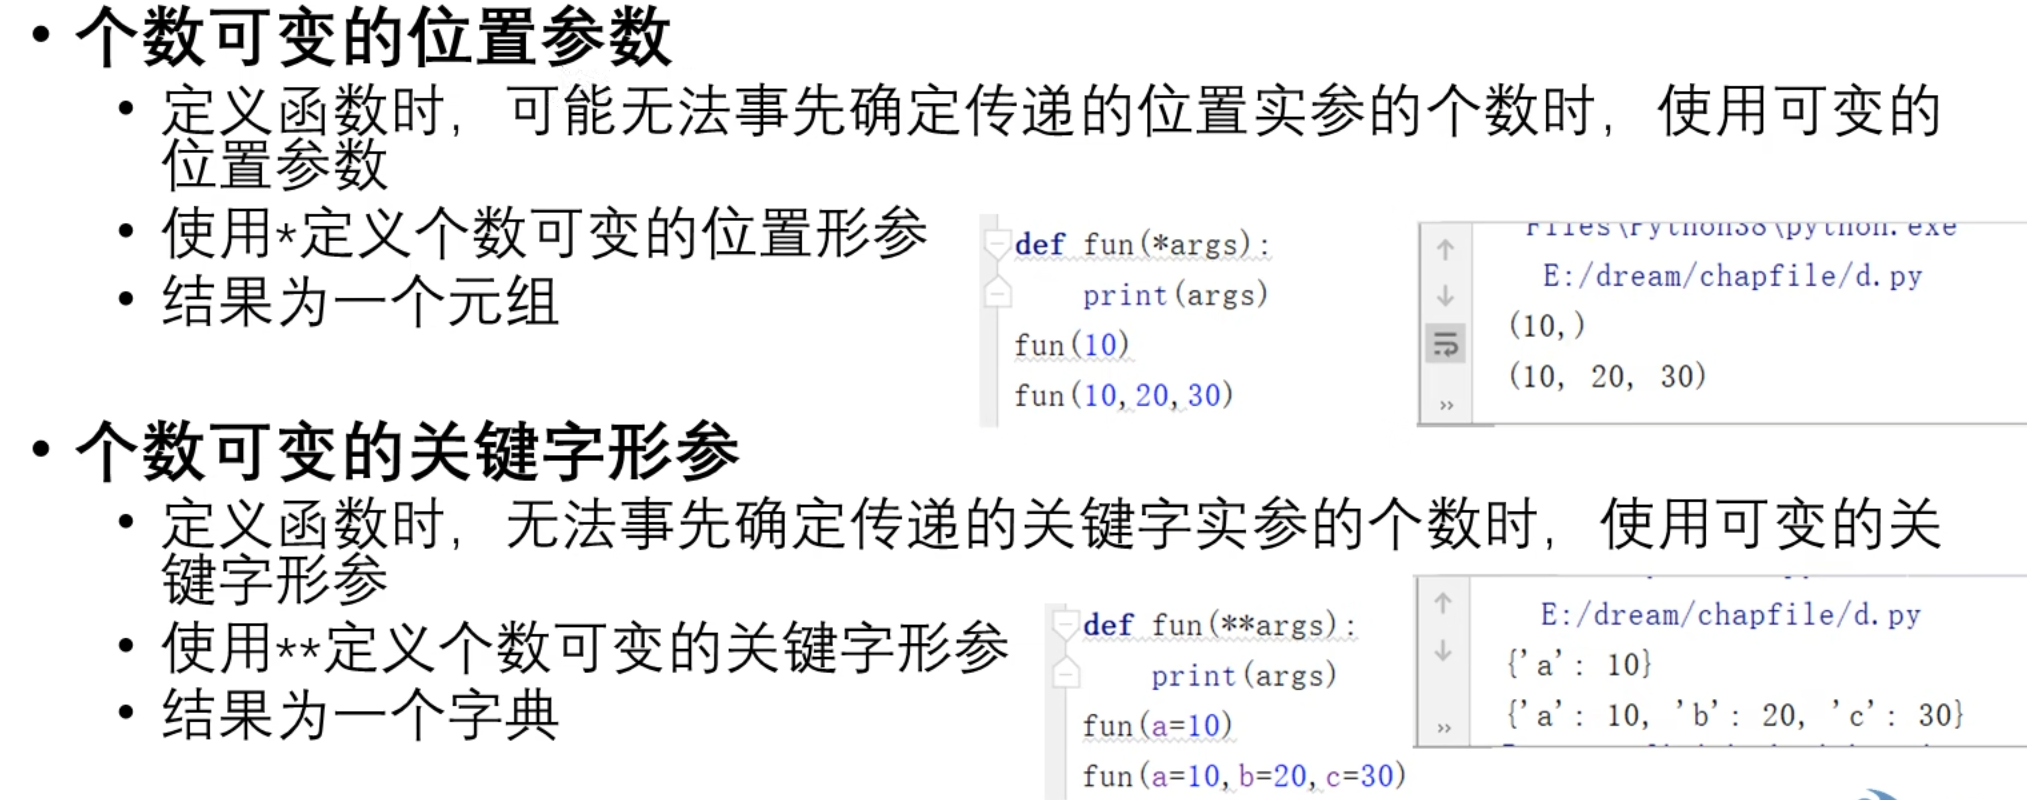 • 个数可变的位置参数
• 定义函数时，可能无法事先确定传递的位置实参的个数时，使用可变的
位置参数
• 使用*定义个数可变的位置形参
• 结果为一个元组
def fun(*args):
print(args)
fun(10)
fun(10,20,30)
Files\Python38\python.exe
E:/dream/chapfile/d.py
(10,)
(10, 20, 30)
• 个数可变的关键字形参
• 定义函数时，无法事先确定传递的关键字实参的个数时，使用可变的关
键字形参
• 使用**定义个数可变的关键字形参
• 结果为一个字典
def fun(**args):
print(args)
fun(a=10)
fun(a=10,b=20,c=30)
E:/dream/chapfile/d.py
{'a': 10}
{'a': 10, 'b': 20, 'c': 30}